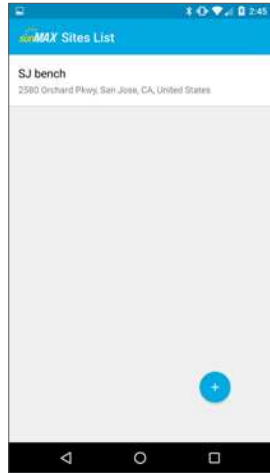 2:45
sunMAX Sites List
SJ bench
2580 Orchard Pkwy, San Jose, CA, United States
+